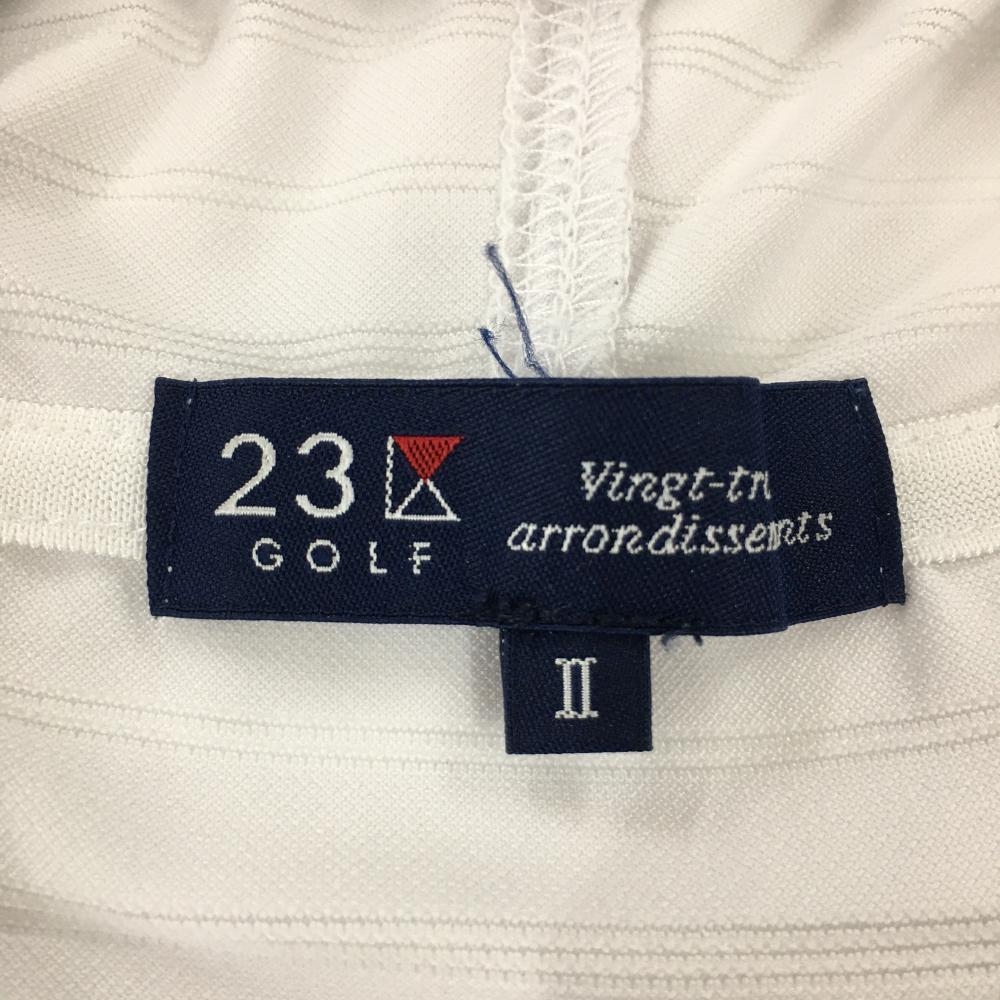 23
GOLF
Vingt-tr
arrondissements
II